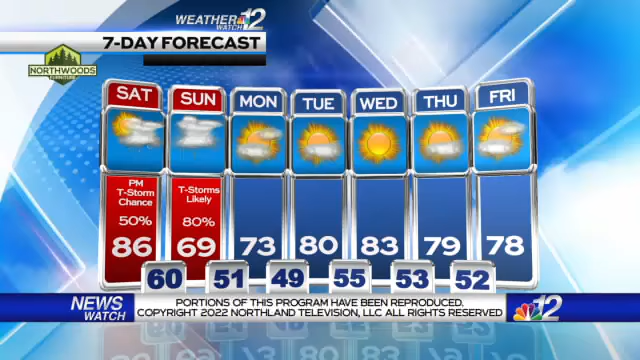 WEATHER WATCH 12
7-DAY FORECAST
NORTHWOODS
FURNITURE
SAT SUN MON TUE WED THU FRI
PM
T-Storm
Chance
50%
T-Storms
Likely
80%
86 69 73 80 83 79 78
60 51 49 55 53 52
NEWS
WATCH
PORTIONS OF THIS PROGRAM HAVE BEEN REPRODUCED.
COPYRIGHT 2022 NORTHLAND TELEVISION, LLC ALL RIGHTS RESERVED
12